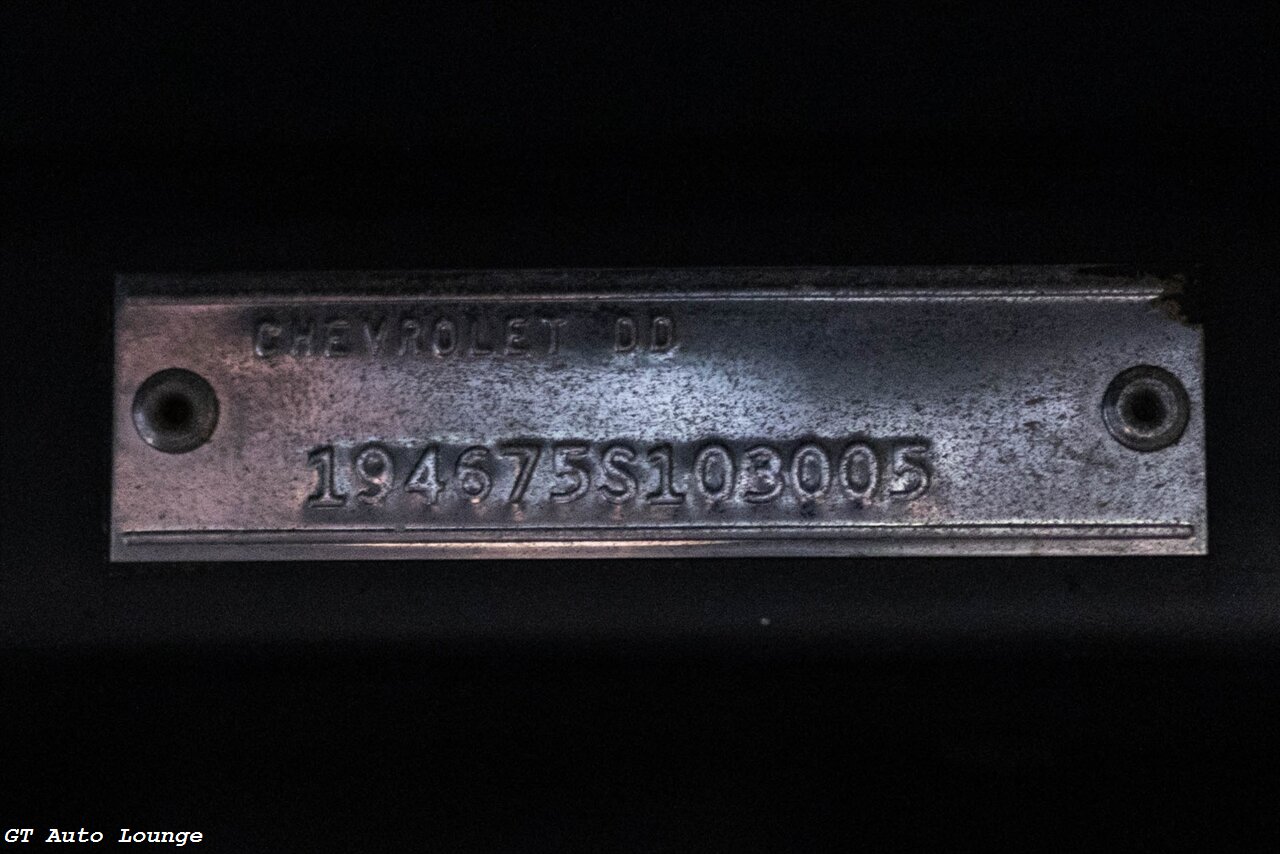 CHEVROLET DD
194675S103005
GT Auto Lounge